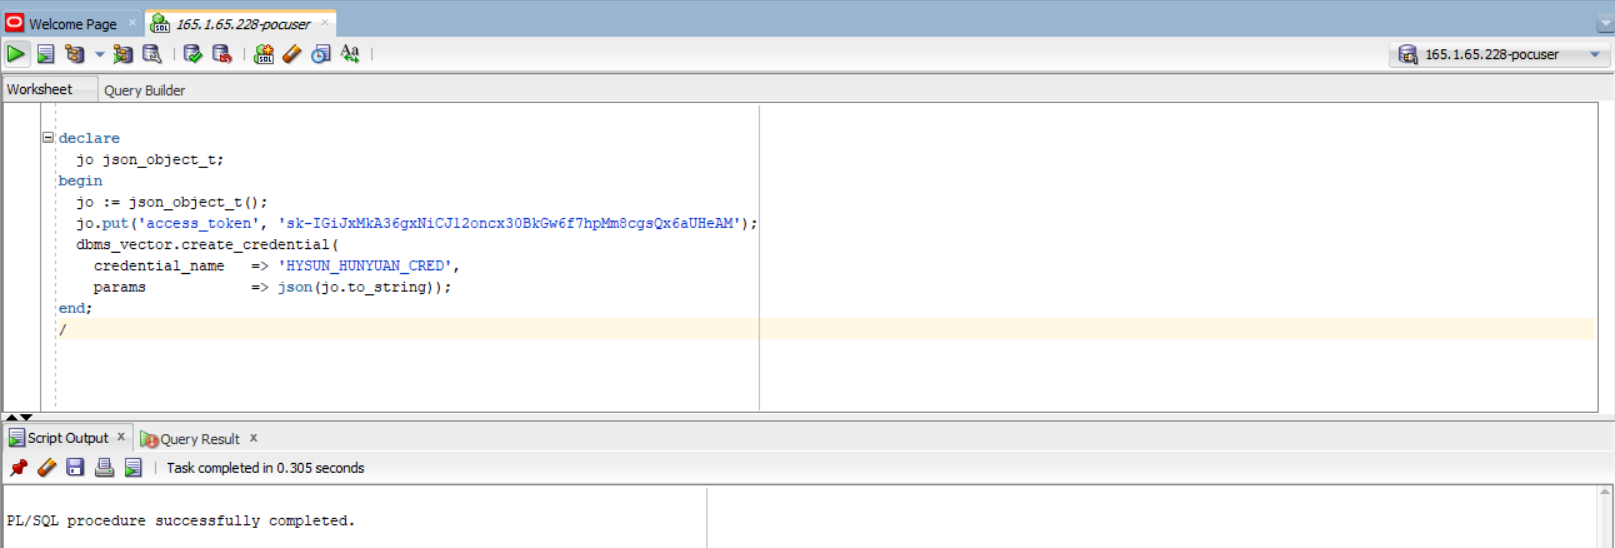 Welcome Page
165.1.65.228-pocuser
165.1.65.228-pocuser
Worksheet
Query Builder
declare
  jo json_object_t;
begin
  jo := json_object_t();
  jo.put('access_token', 'sk-IGiJxMkA36gxNiCJl2oncx30BkGw6f7hpMm8cgsQx6aUHeAM');
  dbms_vector.create_credential(
    credential_name   => 'HYSUN_HUNYUAN_CRED',
    params            => json(jo.to_string));
end;
/
Script Output
Query Result
Task completed in 0.305 seconds
PL/SQL procedure successfully completed.